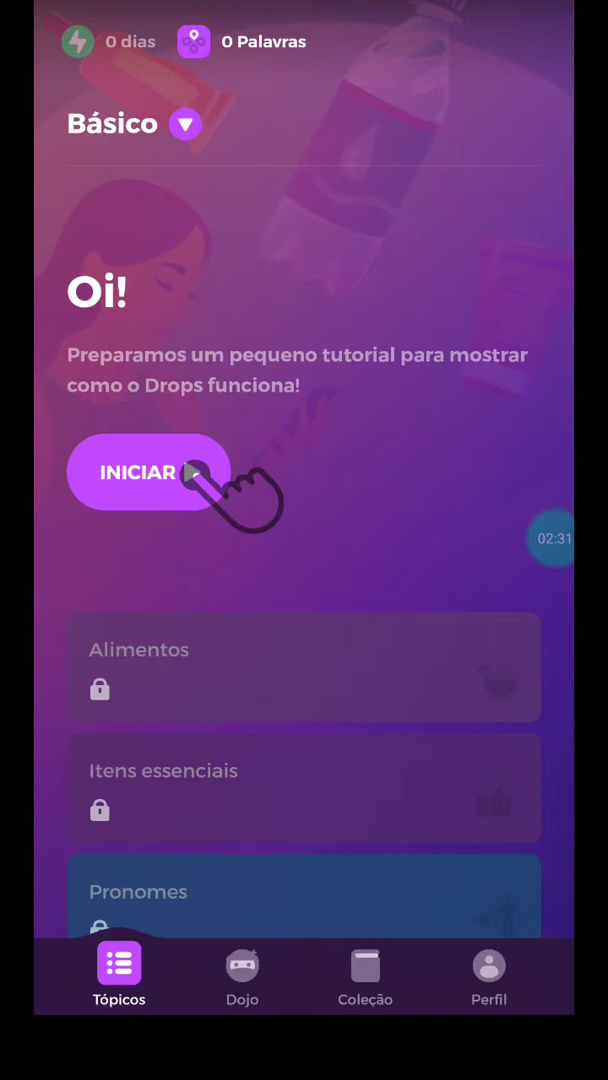 0 dias 0 Palavras
Básico
Oi!
Preparamos um pequeno tutorial para mostrar
como o Drops funciona!
INICIAR
02:31
Alimentos
Itens essenciais
Pronomes
Tópicos Dojo Coleção Perfil